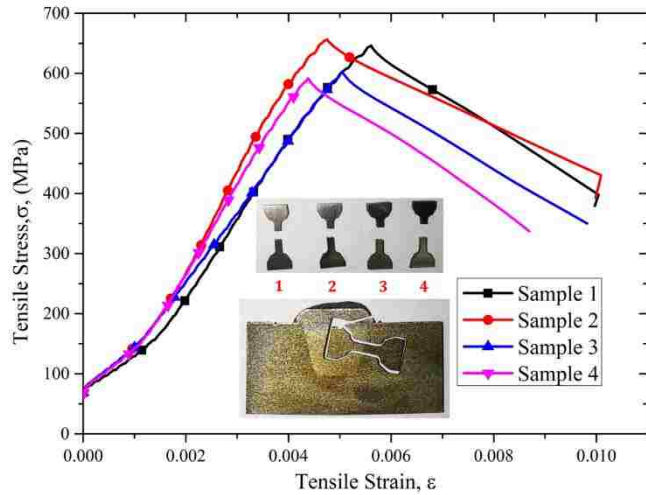 700
600
500
400
300
200
100
0
Tensile Stress,σ, (MPa)
1 2 3 4
Sample 1
Sample 2
Sample 3
Sample 4
0.000 0.002 0.004 0.006 0.008 0.010
Tensile Strain, ε